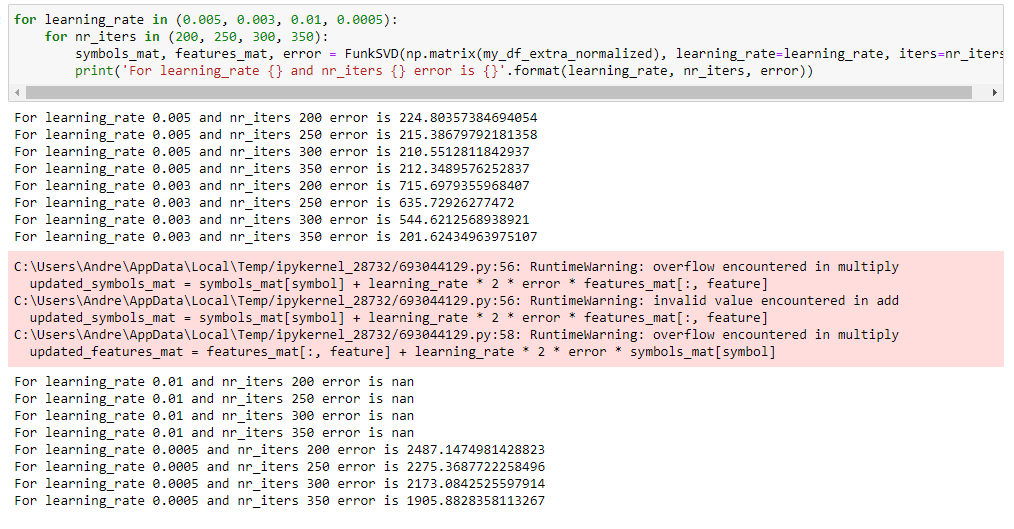 for learning_rate in (0.005, 0.003, 0.01, 0.0005):
    for nr_iters in (200, 250, 300, 350):
        symbols_mat, features_mat, error = FunkSVD(np.matrix(my_df_extra_normalized), learning_rate=learning_rate, iters=nr_iters
        print('For learning_rate {} and nr_iters {} error is {}'.format(learning_rate, nr_iters, error))
For learning_rate 0.005 and nr_iters 200 error is 224.80357384694054
For learning_rate 0.005 and nr_iters 250 error is 215.38679792181358
For learning_rate 0.005 and nr_iters 300 error is 210.5512811842937
For learning_rate 0.005 and nr_iters 350 error is 212.3489576252837
For learning_rate 0.003 and nr_iters 200 error is 715.6979355968407
For learning_rate 0.003 and nr_iters 250 error is 635.72926277472
For learning_rate 0.003 and nr_iters 300 error is 544.6212568938921
For learning_rate 0.003 and nr_iters 350 error is 201.62434963975107
C:\Users\Andre\AppData\Local\Temp/ipykernel_28732/693044129.py:56: RuntimeWarning: overflow encountered in multiply
  updated_symbols_mat = symbols_mat[symbol] + learning_rate * 2 * error * features_mat[:, feature]
C:\Users\Andre\AppData\Local\Temp/ipykernel_28732/693044129.py:56: RuntimeWarning: invalid value encountered in add
  updated_symbols_mat = symbols_mat[symbol] + learning_rate * 2 * error * features_mat[:, feature]
C:\Users\Andre\AppData\Local\Temp/ipykernel_28732/693044129.py:58: RuntimeWarning: overflow encountered in multiply
  updated_features_mat = features_mat[:, feature] + learning_rate * 2 * error * symbols_mat[symbol]
For learning_rate 0.01 and nr_iters 200 error is nan
For learning_rate 0.01 and nr_iters 250 error is nan
For learning_rate 0.01 and nr_iters 300 error is nan
For learning_rate 0.01 and nr_iters 350 error is nan
For learning_rate 0.0005 and nr_iters 200 error is 2487.1474981428823
For learning_rate 0.0005 and nr_iters 250 error is 2275.3687722258496
For learning_rate 0.0005 and nr_iters 300 error is 2173.0842525597914
For learning_rate 0.0005 and nr_iters 350 error is 1905.8828358113267